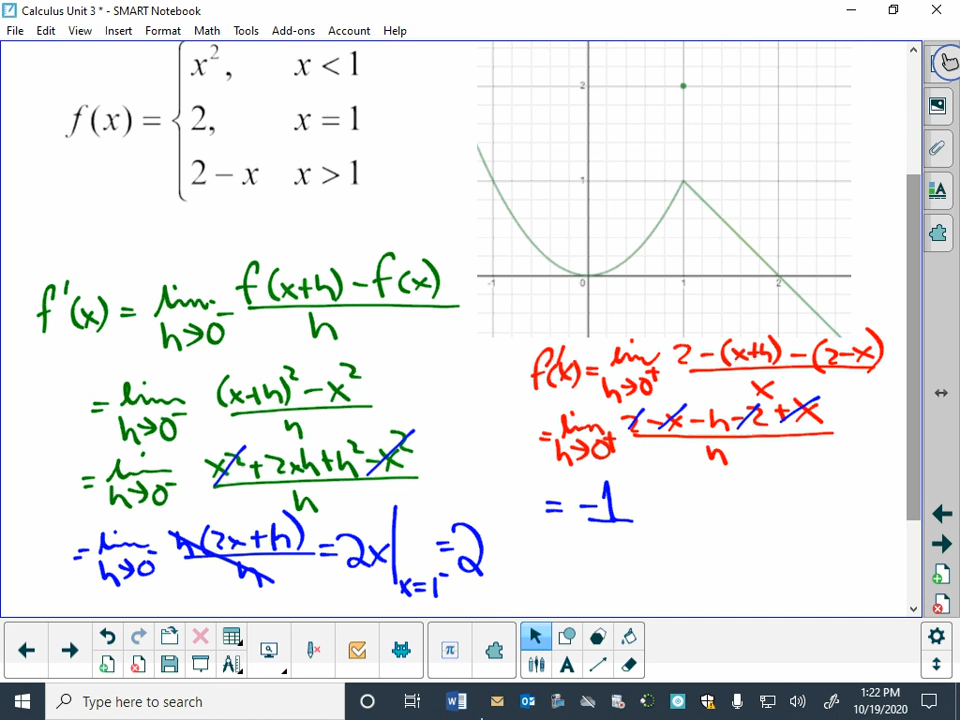 Calculus Unit 3 * - SMART Notebook
File Edit View Insert Format Math Tools Add-ons Account Help
f(x) = { x², x < 1
2, x = 1
2 − x x > 1
2
1
-1 0 1 2
f'(x) = lim h→0⁻ (f(x+h) − f(x)) / h
= lim h→0⁻ ((x+h)² − x²) / h
= lim h→0⁻ (x² + 2xh + h² − x²) / h
= lim h→0⁻ h(2x+h) / h = 2x | x=1⁻ = 2
f'(x) = lim h→0⁺ (2 − (x+h) − (2−x)) / x
= lim h→0⁺ (2 − x − h − 2 + x) / h
= −1
π
A
Type here to search
1:22 PM
10/19/2020